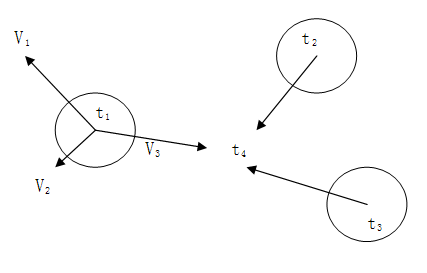 V₁
t₂
t₁
V₃
t₄
V₂
t₃